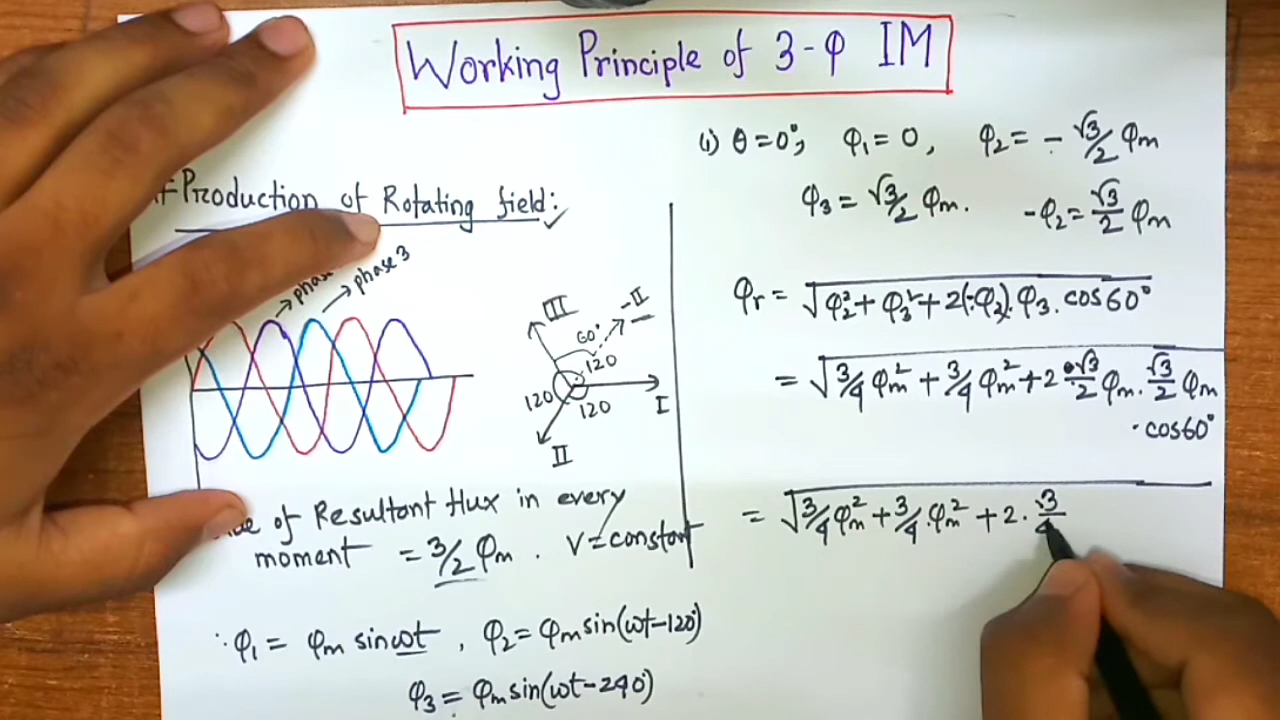 Working Principle of 3-φ IM
Production of Rotating field:
phase
phase 3
III
-II
60°
120
120
120
I
II
of Resultant flux in every
moment = 3/2 φm . V=constant
∵ φ1 = φm sinωt , φ2 = φm sin(ωt-120°)
φ3 = φm sin(ωt-240°)
(i) θ=0°, φ1=0, φ2= -√3/2 φm
φ3 = √3/2 φm. -φ2 = √3/2 φm
φr = √φ2²+φ3²+2(-φ2).φ3.cos60°
= √3/4 φm² + 3/4 φm² + 2 √3/2 φm. √3/2 φm
. cos60°
= √3/4 φm² + 3/4.φm² + 2.